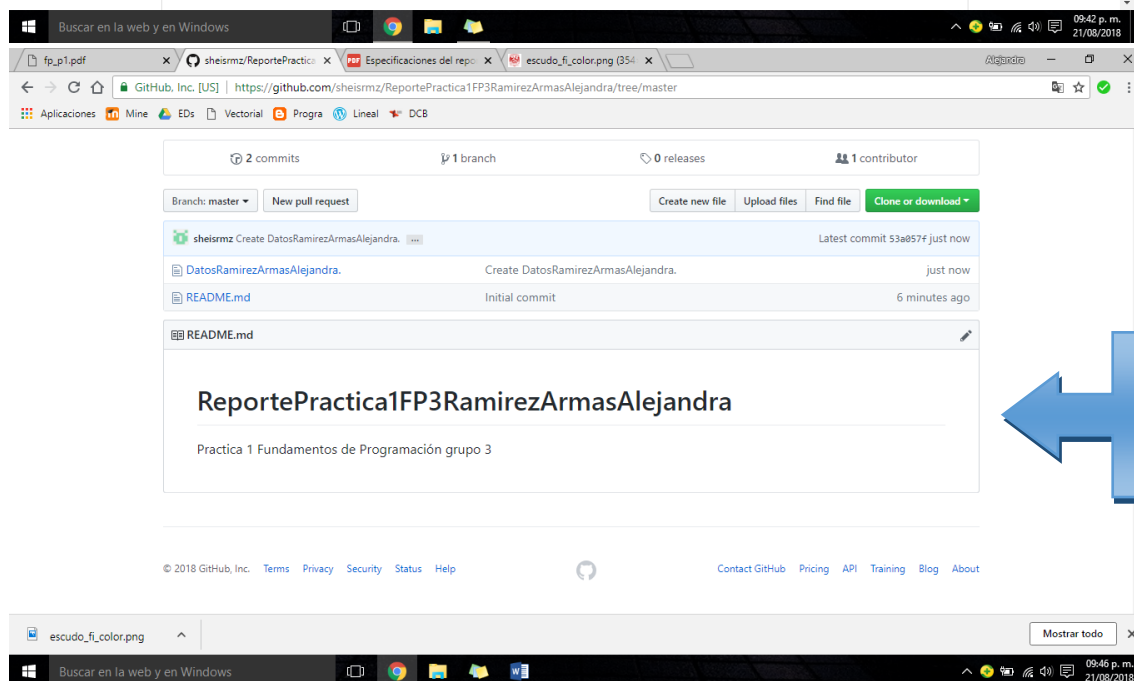 Buscar en la web y en Windows
09:42 p. m.
21/08/2018
fp_p1.pdf
sheisrmz/ReportePractica
Especificaciones del repo
escudo_fi_color.png (354
Alejandra
GitHub, Inc. [US] | https://github.com/sheisrmz/ReportePractica1FP3RamirezArmasAlejandra/tree/master
Aplicaciones Mine EDs Vectorial Progra Lineal DCB
2 commits 1 branch 0 releases 1 contributor
Branch: master New pull request Create new file Upload files Find file Clone or download
sheisrmz Create DatosRamirezArmasAlejandra. ... Latest commit 53a057f just now
DatosRamirezArmasAlejandra. Create DatosRamirezArmasAlejandra. just now
README.md Initial commit 6 minutes ago
README.md
ReportePractica1FP3RamirezArmasAlejandra
Practica 1 Fundamentos de Programación grupo 3
© 2018 GitHub, Inc. Terms Privacy Security Status Help Contact GitHub Pricing API Training Blog About
escudo_fi_color.png Mostrar todo
Buscar en la web y en Windows
09:46 p. m.
21/08/2018